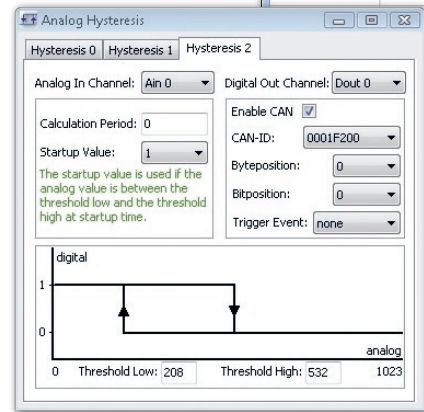 Analog Hysteresis
Hysteresis 0 Hysteresis 1 Hysteresis 2
Analog In Channel: Ain 0 Digital Out Channel: Dout 0
Calculation Period: 0
Startup Value: 1
The startup value is used if the
analog value is between the
threshold low and the threshold
high at startup time.
Enable CAN
CAN-ID: 0001F200
Byteposition: 0
Bitposition: 0
Trigger Event: none
digital
1
0
analog
0 Threshold Low: 208 Threshold High: 532 1023